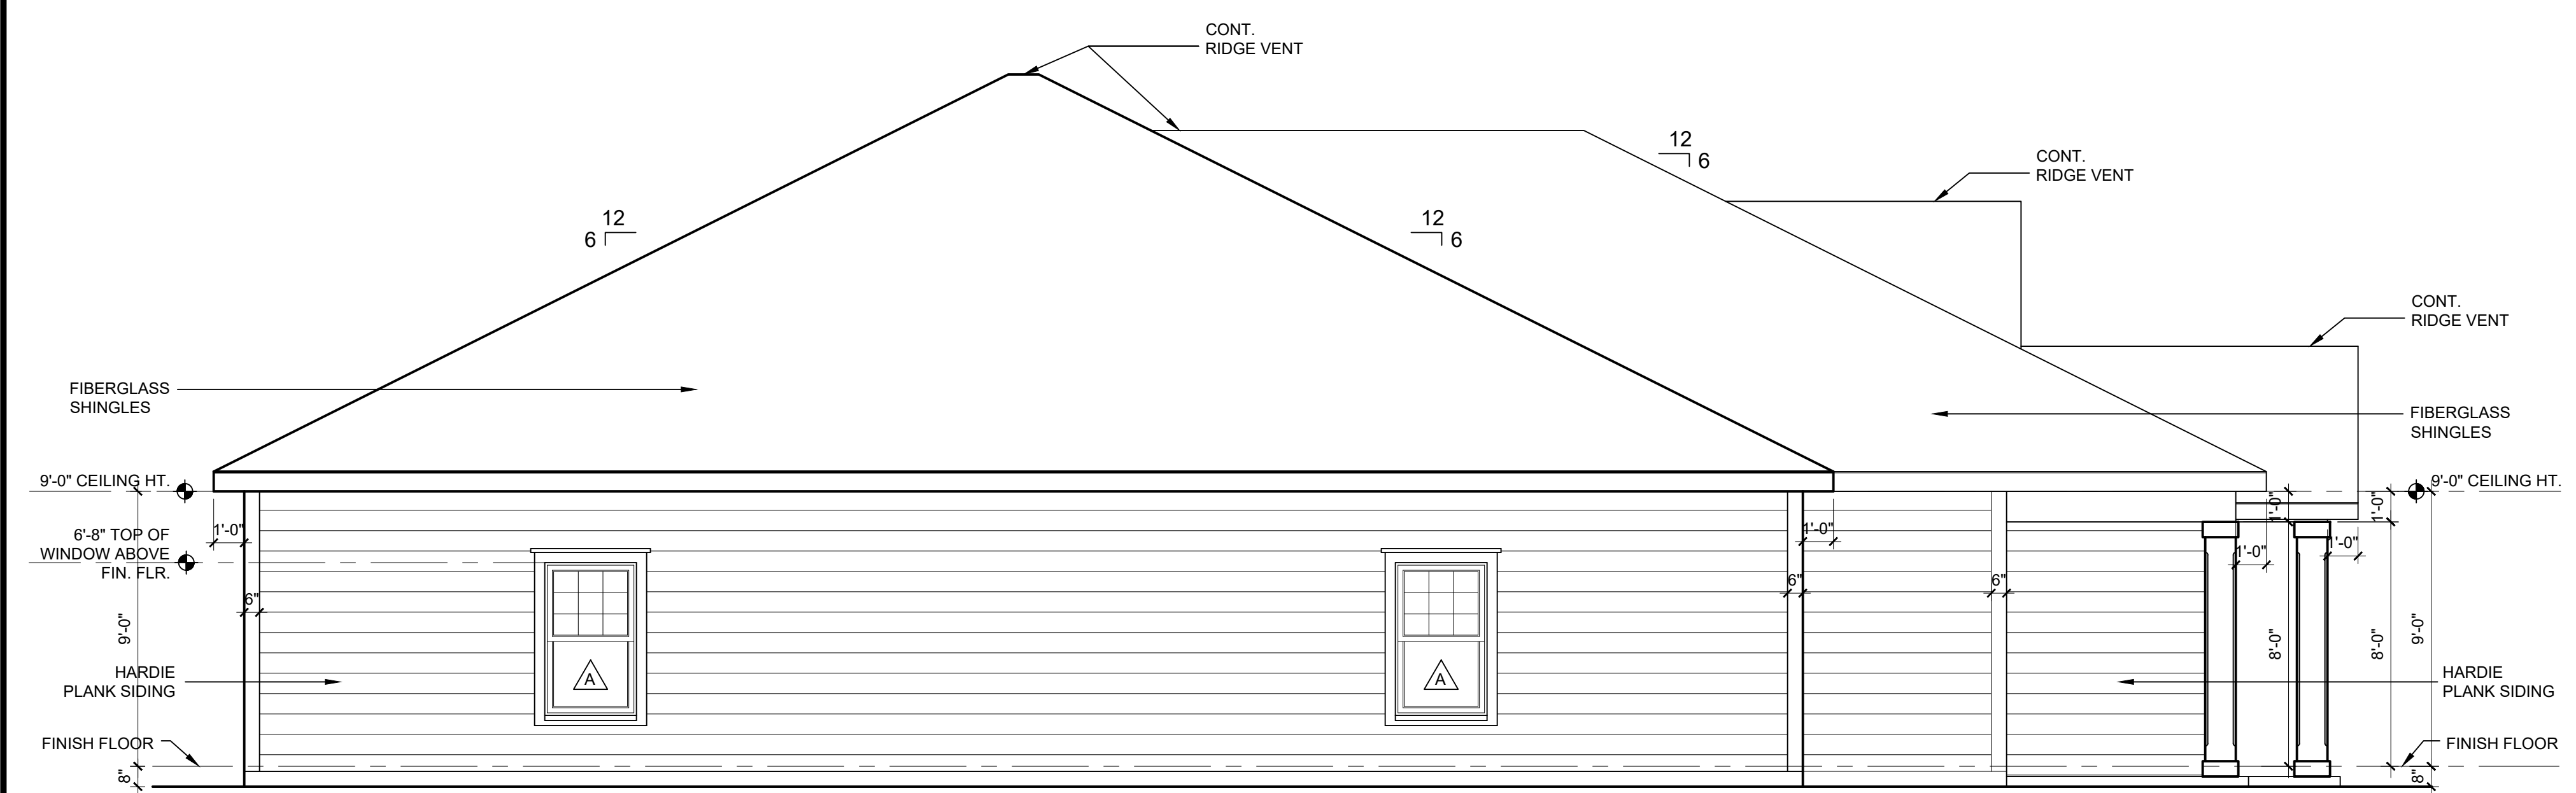 CONT.
RIDGE VENT
12
6
CONT.
RIDGE VENT
12
6
12
6
CONT.
RIDGE VENT
FIBERGLASS
SHINGLES
FIBERGLASS
SHINGLES
9'-0" CEILING HT.
9'-0" CEILING HT.
6'-8" TOP OF
WINDOW ABOVE
FIN. FLR.
1'-0"
1'-0"
1'-0"
1'-0"
1'-0"
1'-0"
6"
6"
6"
9'-0"
8'-0"
8'-0"
9'-0"
HARDIE
PLANK SIDING
A
A
HARDIE
PLANK SIDING
FINISH FLOOR
FINISH FLOOR
8"
8"